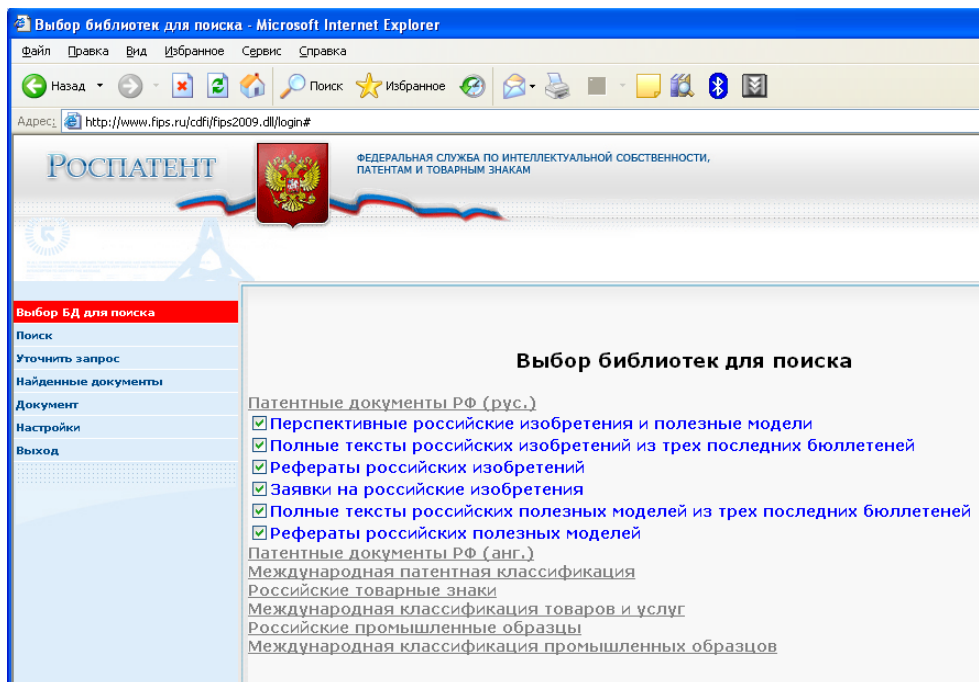 Выбор библиотек для поиска - Microsoft Internet Explorer
Файл Правка Вид Избранное Сервис Справка
Назад Поиск Избранное
Адрес: http://www.fips.ru/cdfi/fips2009.dll/login#
РОСПАТЕНТ
ФЕДЕРАЛЬНАЯ СЛУЖБА ПО ИНТЕЛЛЕКТУАЛЬНОЙ СОБСТВЕННОСТИ,
ПАТЕНТАМ И ТОВАРНЫМ ЗНАКАМ
Выбор БД для поиска
Поиск
Уточнить запрос
Найденные документы
Документ
Настройки
Выход
Выбор библиотек для поиска
Патентные документы РФ (рус.)
Перспективные российские изобретения и полезные модели
Полные тексты российских изобретений из трех последних бюллетеней
Рефераты российских изобретений
Заявки на российские изобретения
Полные тексты российских полезных моделей из трех последних бюллетеней
Рефераты российских полезных моделей
Патентные документы РФ (анг.)
Международная патентная классификация
Российские товарные знаки
Международная классификация товаров и услуг
Российские промышленные образцы
Международная классификация промышленных образцов